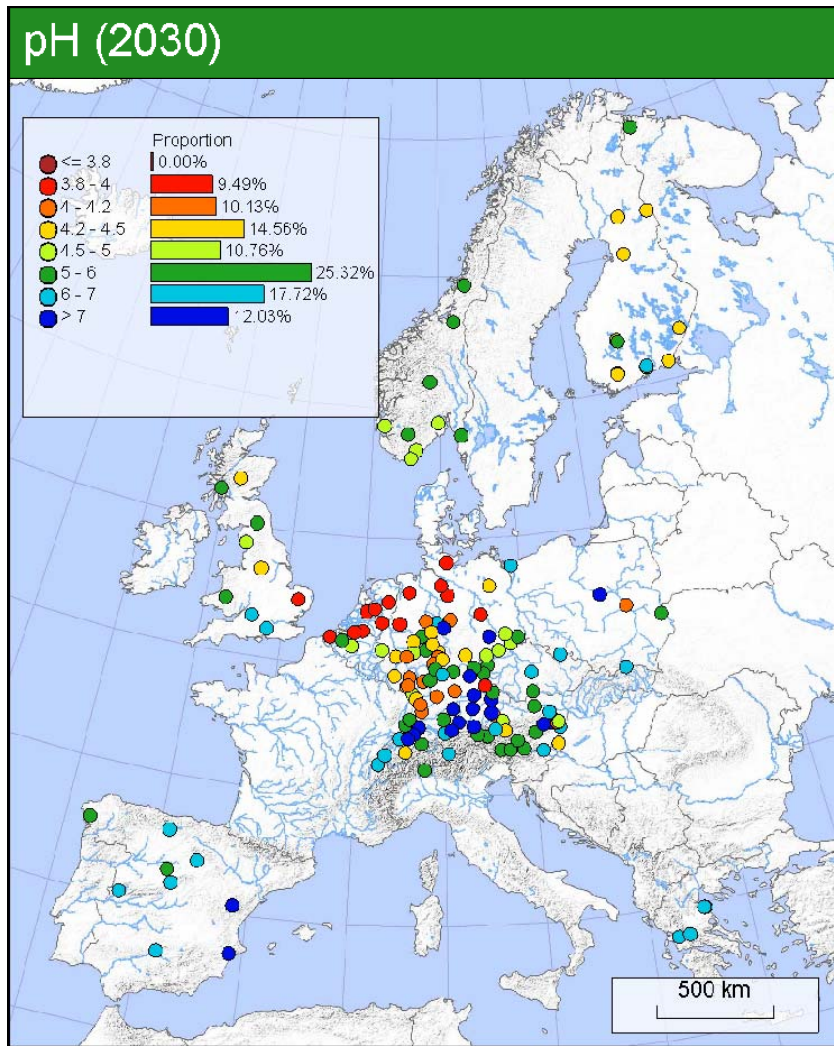 pH (2030)
Proportion
<= 3.8 0.00%
3.8 - 4 9.49%
4 - 4.2 10.13%
4.2 - 4.5 14.56%
4.5 - 5 10.76%
5 - 6 25.32%
6 - 7 17.72%
> 7 12.03%
500 km